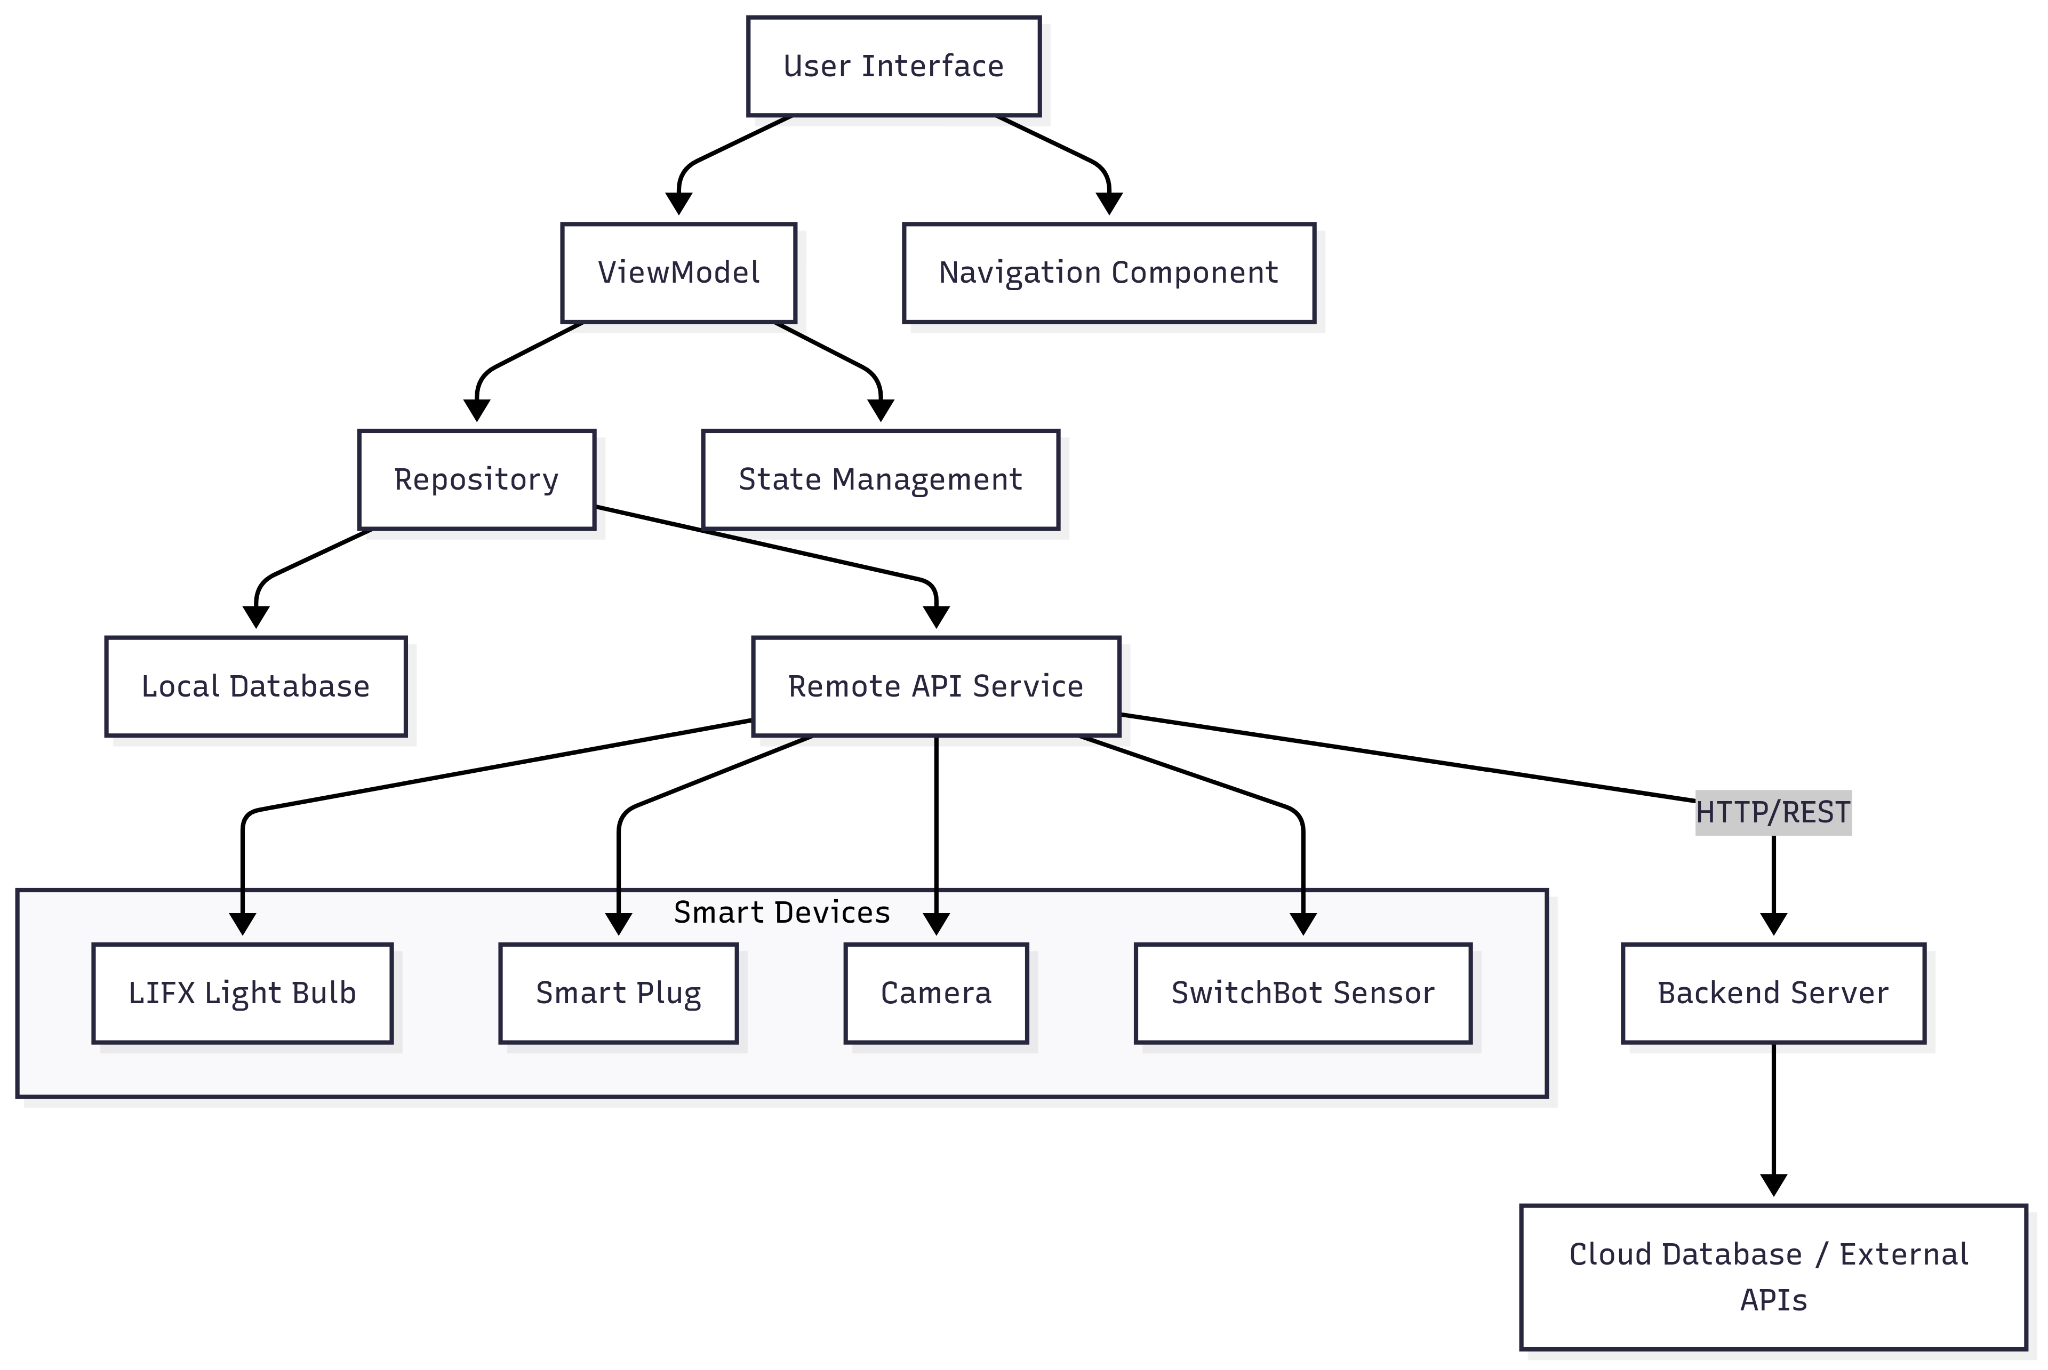 User Interface
ViewModel
Navigation Component
Repository
State Management
Local Database
Remote API Service
HTTP/REST
Smart Devices
LIFX Light Bulb
Smart Plug
Camera
SwitchBot Sensor
Backend Server
Cloud Database / External
APIs